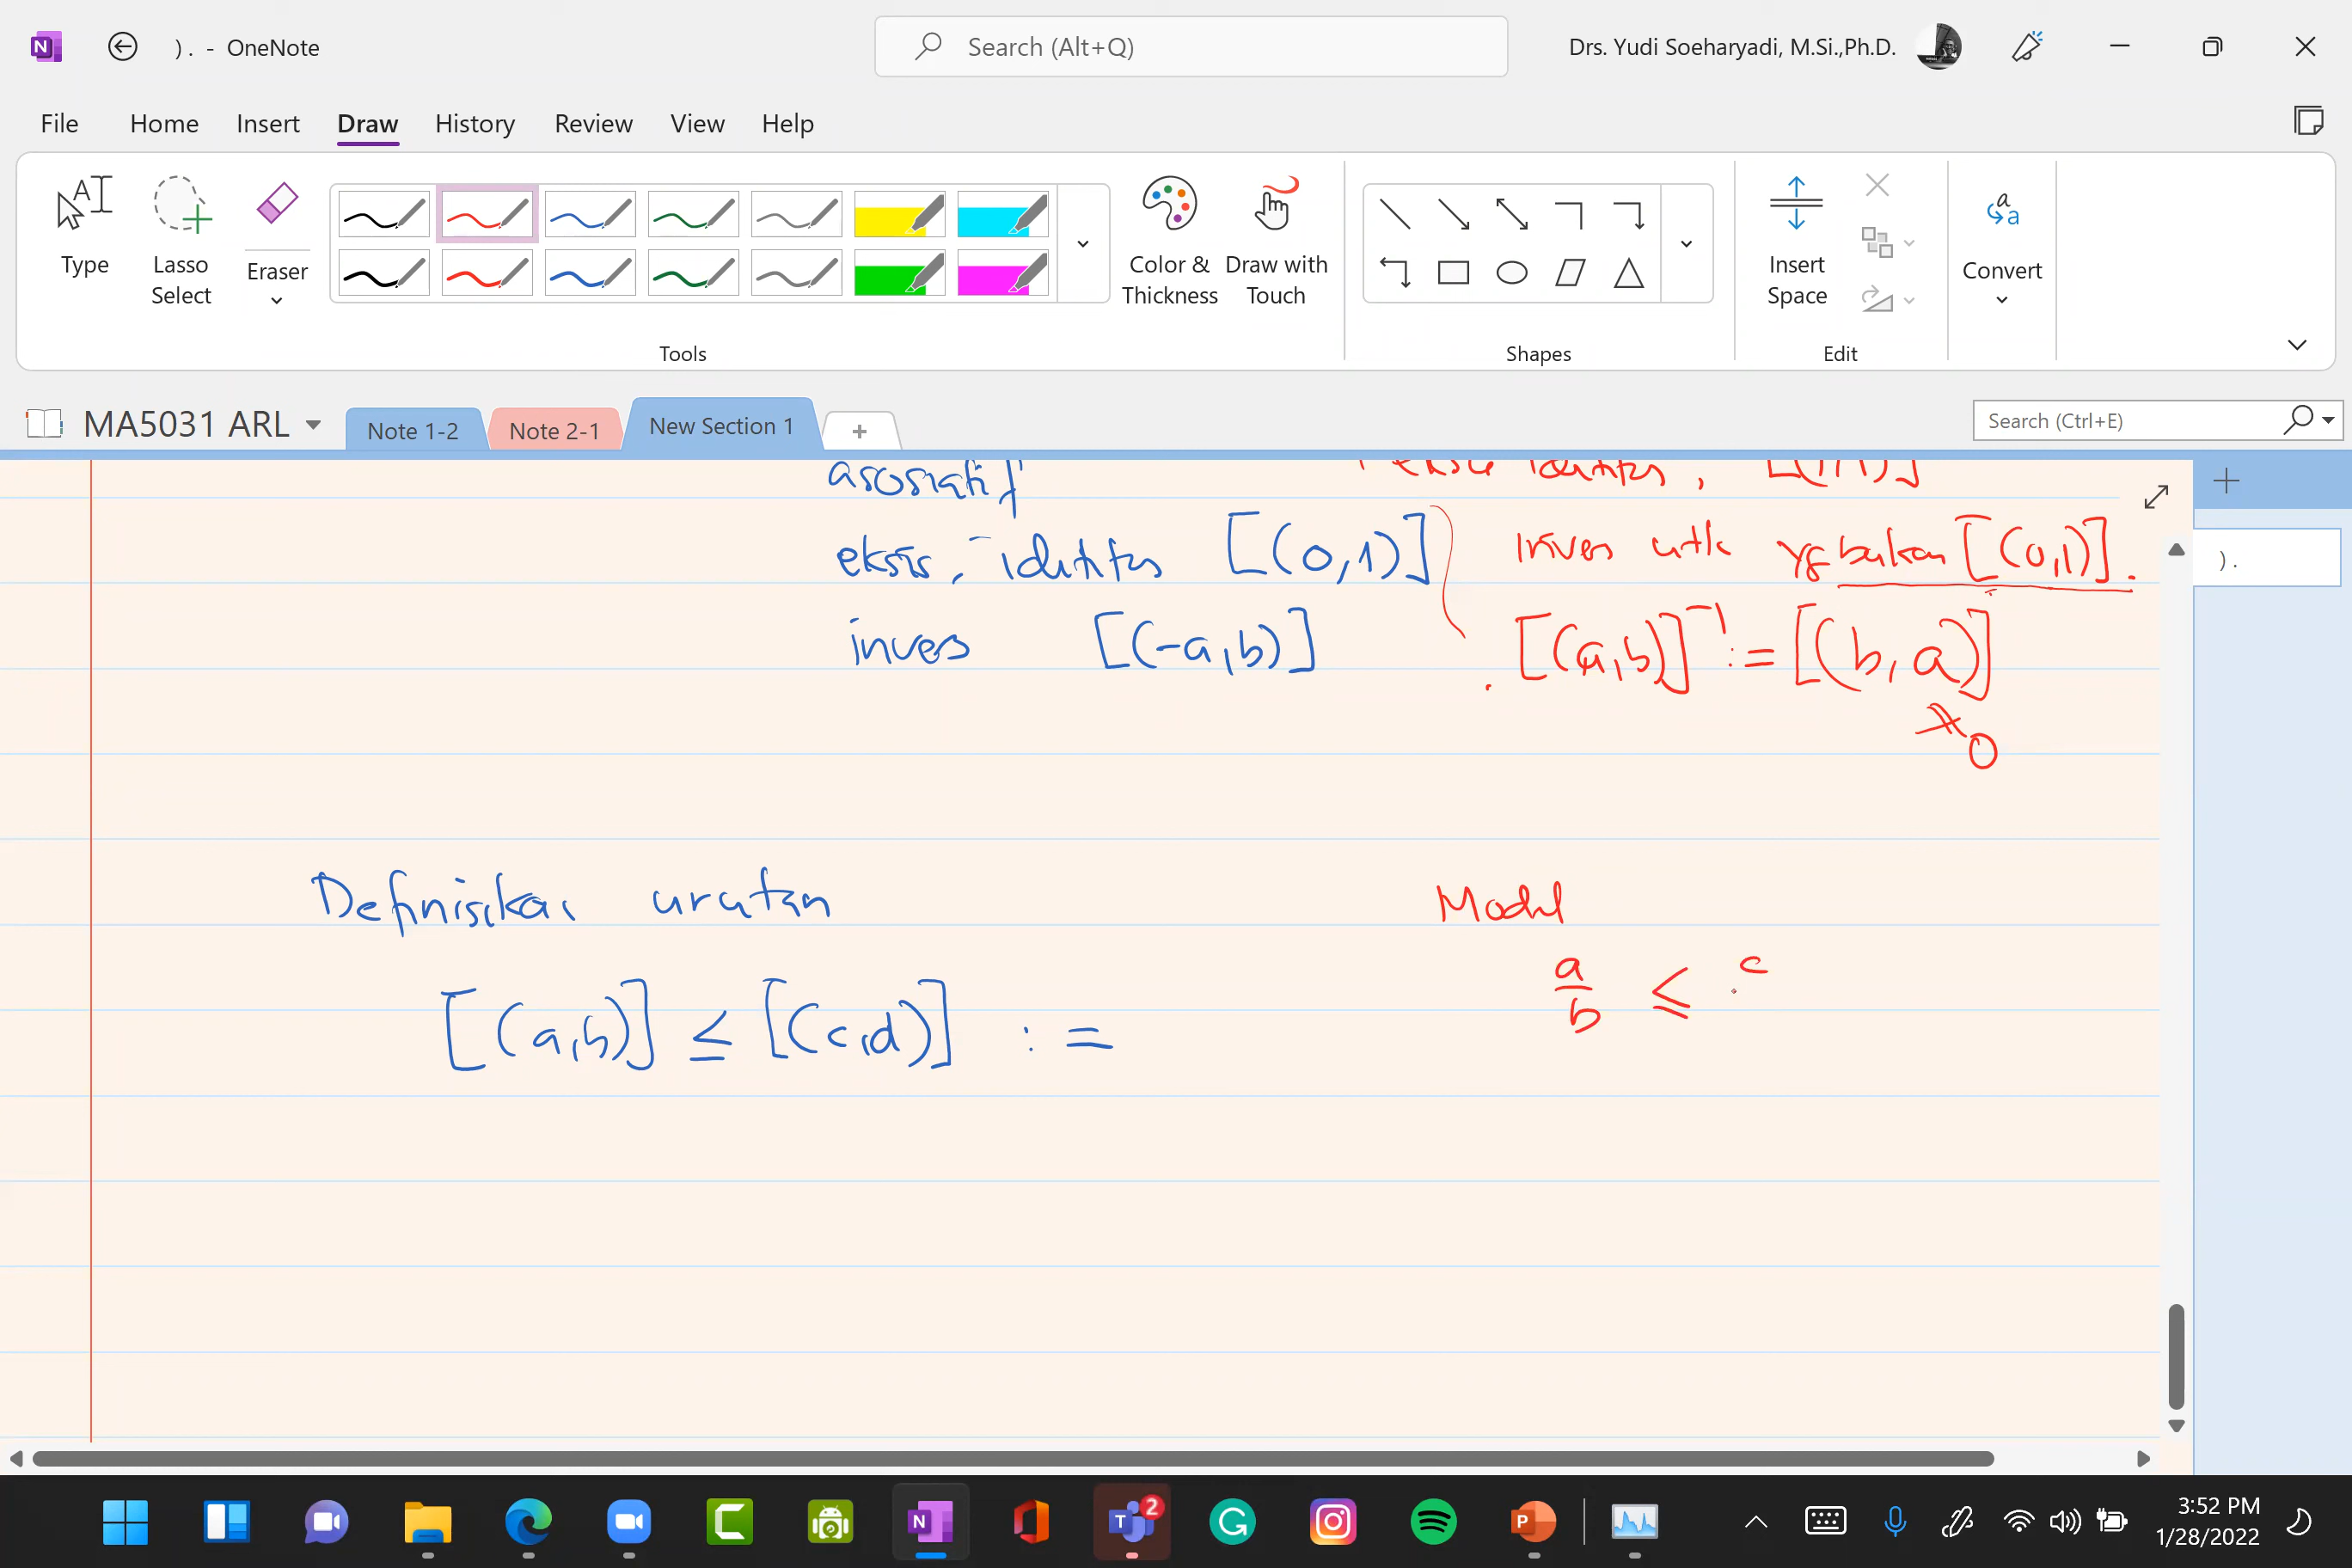 ) . - OneNote
Search (Alt+Q)
Drs. Yudi Soeharyadi, M.Si.,Ph.D.
File Home Insert Draw History Review View Help
Type
Lasso Select
Eraser
Color & Thickness
Draw with Touch
Insert Space
Convert
Tools
Shapes
Edit
MA5031 ARL
Note 1-2
Note 2-1
New Section 1
Search (Ctrl+E)
) .
asosiatif
eksis, identitas [(0,1)]
invers [(-a,b)]
invers utk yg bukan [(0,1)].
[(a,b)]⁻¹ := [(b,a)]
≠0
Definisikan urutan
[(a,b)] ≤ [(c,d)] :=
Model
a/b ≤ c
3:52 PM
1/28/2022
2